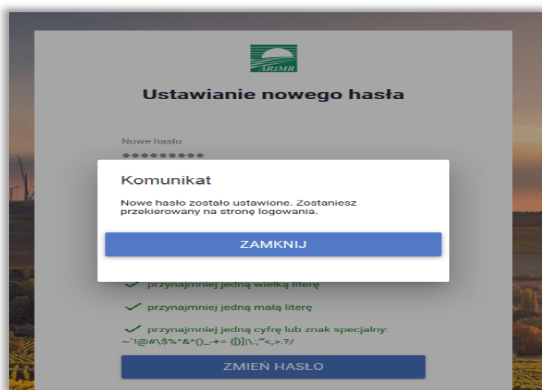 ARiMR
Ustawianie nowego hasła
Nowe hasło
Komunikat
Nowe hasło zostało ustawione. Zostaniesz
przekierowany na stronę logowania.
ZAMKNIJ
przynajmniej jedną wielką literę
przynajmniej jedną małą literę
przynajmniej jedną cyfrę lub znak specjalny:
~`!@#\$%^&*()_-+= {[}]|\:;"'<,>.?/
ZMIEŃ HASŁO